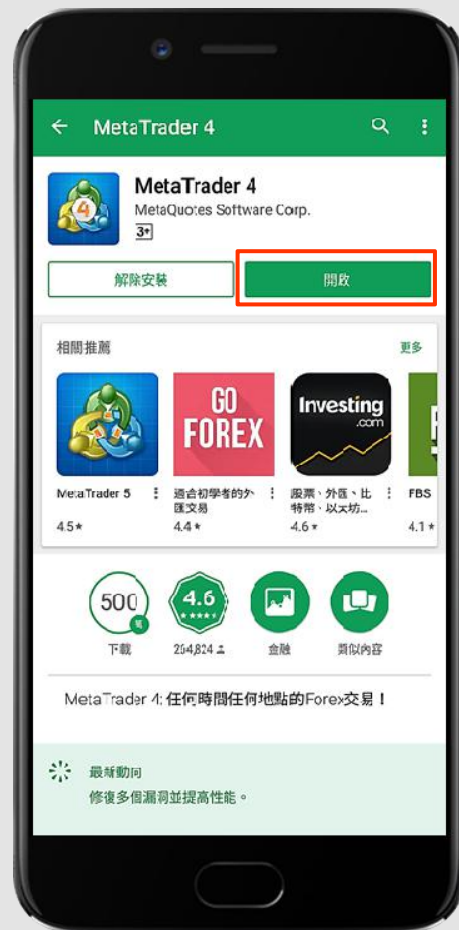 MetaTrader 4
4
MetaTrader 4
MetaQuotes Software Corp.
3+
解除安裝
開啟
相關推薦
更多
GO
FOREX
Investing
.com
MetaTrader 5
適合初學者的外
匯交易
股票、外匯、比
特幣、以太坊...
FBS
4.5★
4.4★
4.6★
4.1★
500
萬
4.6
下載
金融
類似內容
MetaTrader 4: 任何時間任何地點的Forex交易！
最新動向
修復多個漏洞並提高性能。